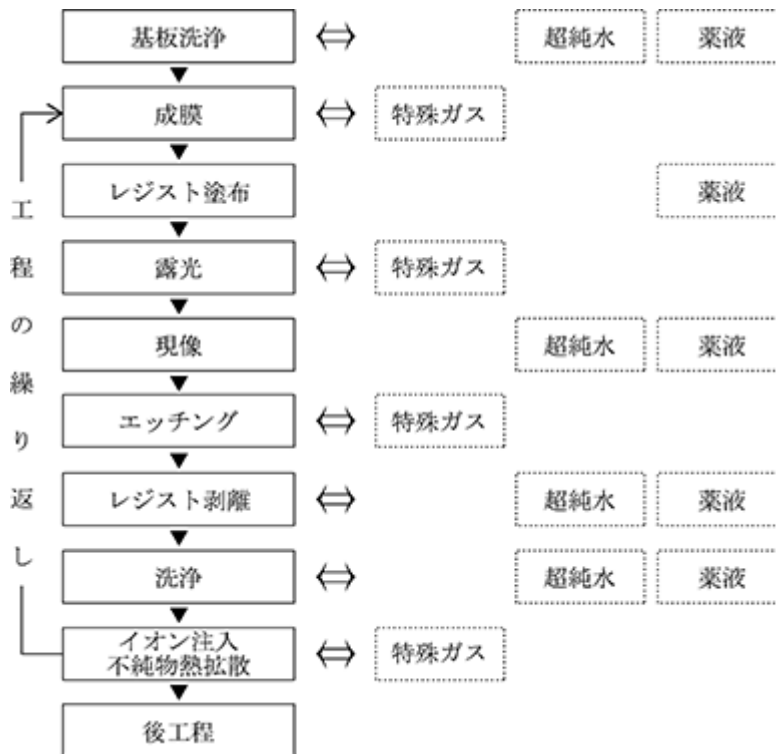 基板洗浄 超純水 薬液
成膜 特殊ガス
レジスト塗布 薬液
露光 特殊ガス
現像 超純水 薬液
エッチング 特殊ガス
レジスト剥離 超純水 薬液
洗浄 超純水 薬液
イオン注入
不純物熱拡散 特殊ガス
後工程
工程の繰り返し